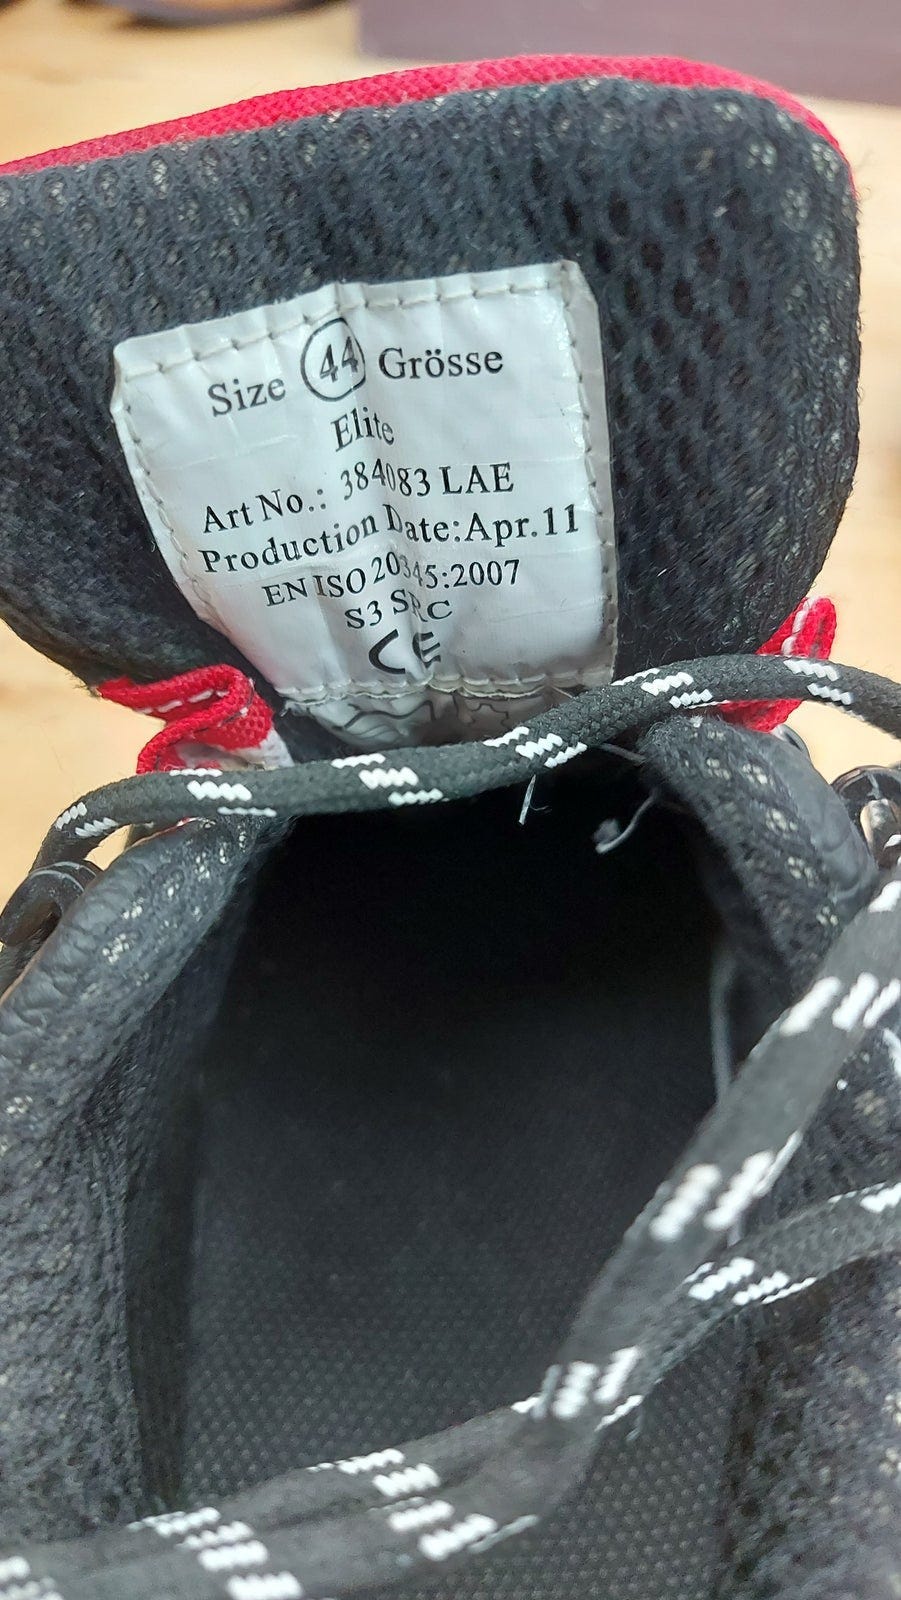 Size 44 Grösse
Elite
Art No.: 384083 LAE
Production Date:Apr.11
EN ISO 20345:2007
S3 SRC
CE